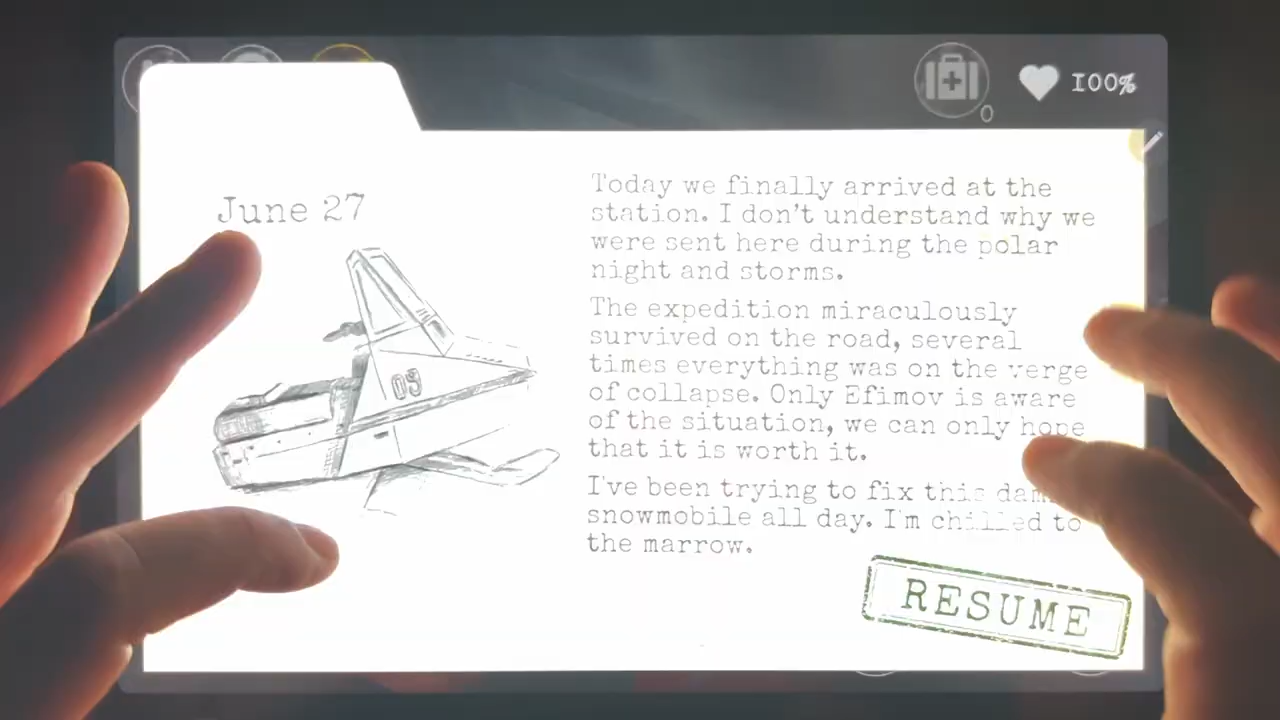 100%
0
June 27
09
Today we finally arrived at the
station. I don't understand why we
were sent here during the polar
night and storms.
The expedition miraculously
survived on the road, several
times everything was on the verge
of collapse. Only Efimov is aware
of the situation, we can only hope
that it is worth it.
I've been trying to fix this
snowmobile all day. I'm chilled to
the marrow.
RESUME